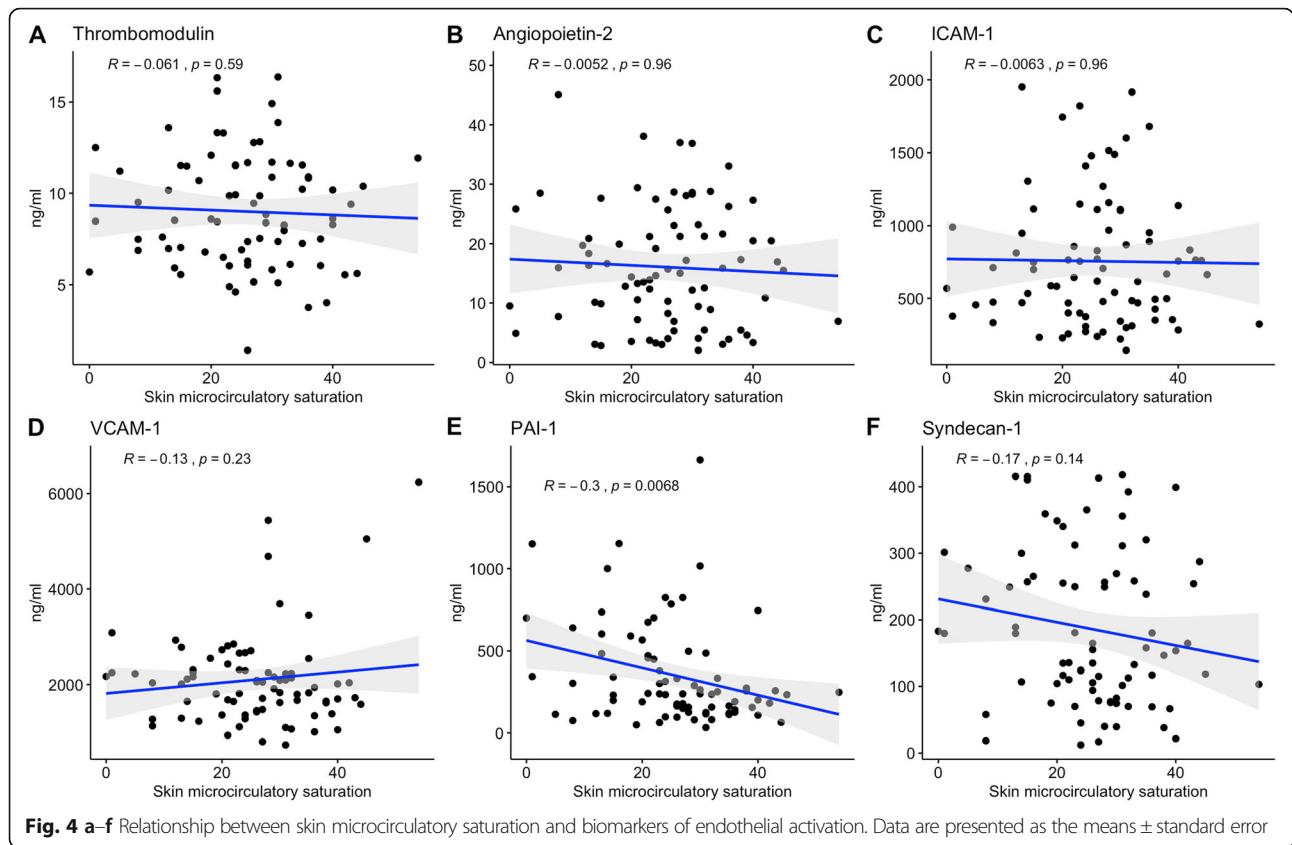 A Thrombomodulin
R = −0.061 , p = 0.59
15
10
5
ng/ml
0 20 40
Skin microcirculatory saturation
B Angiopoietin-2
R = −0.0052 , p = 0.96
50
40
30
20
10
0
ng/ml
0 20 40
Skin microcirculatory saturation
C ICAM-1
R = −0.0063 , p = 0.96
2000
1500
1000
500
ng/ml
0 20 40
Skin microcirculatory saturation
D VCAM-1
R = −0.13 , p = 0.23
6000
4000
2000
ng/ml
0 20 40
Skin microcirculatory saturation
E PAI-1
R = −0.3 , p = 0.0068
1500
1000
500
0
ng/ml
0 20 40
Skin microcirculatory saturation
F Syndecan-1
R = −0.17 , p = 0.14
400
300
200
100
0
ng/ml
0 20 40
Skin microcirculatory saturation
Fig. 4 a–f Relationship between skin microcirculatory saturation and biomarkers of endothelial activation. Data are presented as the means ± standard error